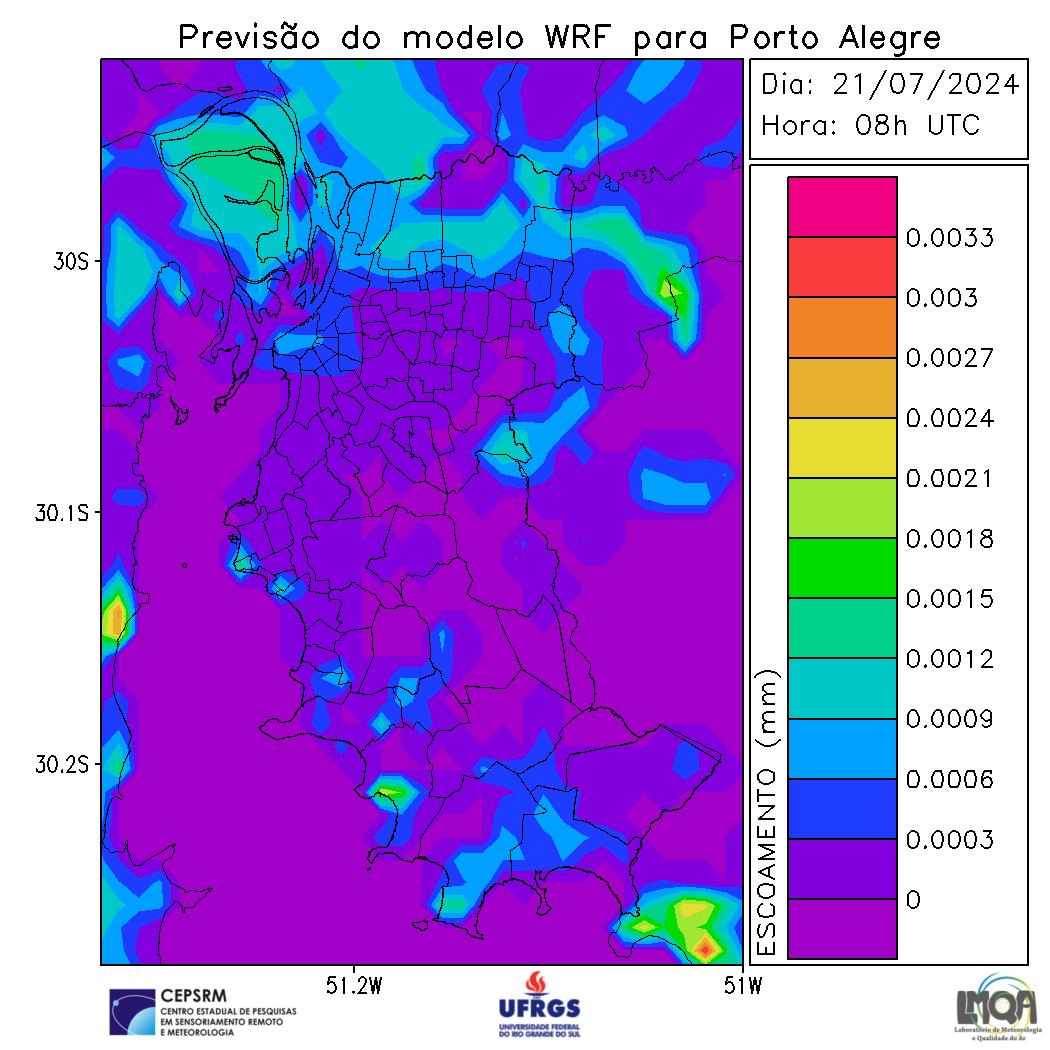 Previsão do modelo WRF para Porto Alegre
Dia: 21/07/2024
Hora: 08h UTC
0.0033
0.003
0.0027
0.0024
0.0021
0.0018
0.0015
0.0012
0.0009
0.0006
0.0003
0
ESCOAMENTO (mm)
30S
30.1S
30.2S
51.2W
51W
CEPSRM
CENTRO ESTADUAL DE PESQUISAS
EM SENSORIAMENTO REMOTO
E METEOROLOGIA
UFRGS
UNIVERSIDADE FEDERAL
DO RIO GRANDE DO SUL
LMQA
Laboratório de Meteorologia
e Qualidade do Ar